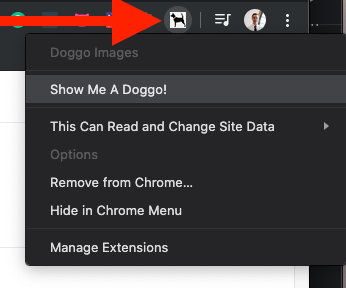 Doggo Images
Show Me A Doggo!
This Can Read and Change Site Data
Options
Remove from Chrome...
Hide in Chrome Menu
Manage Extensions